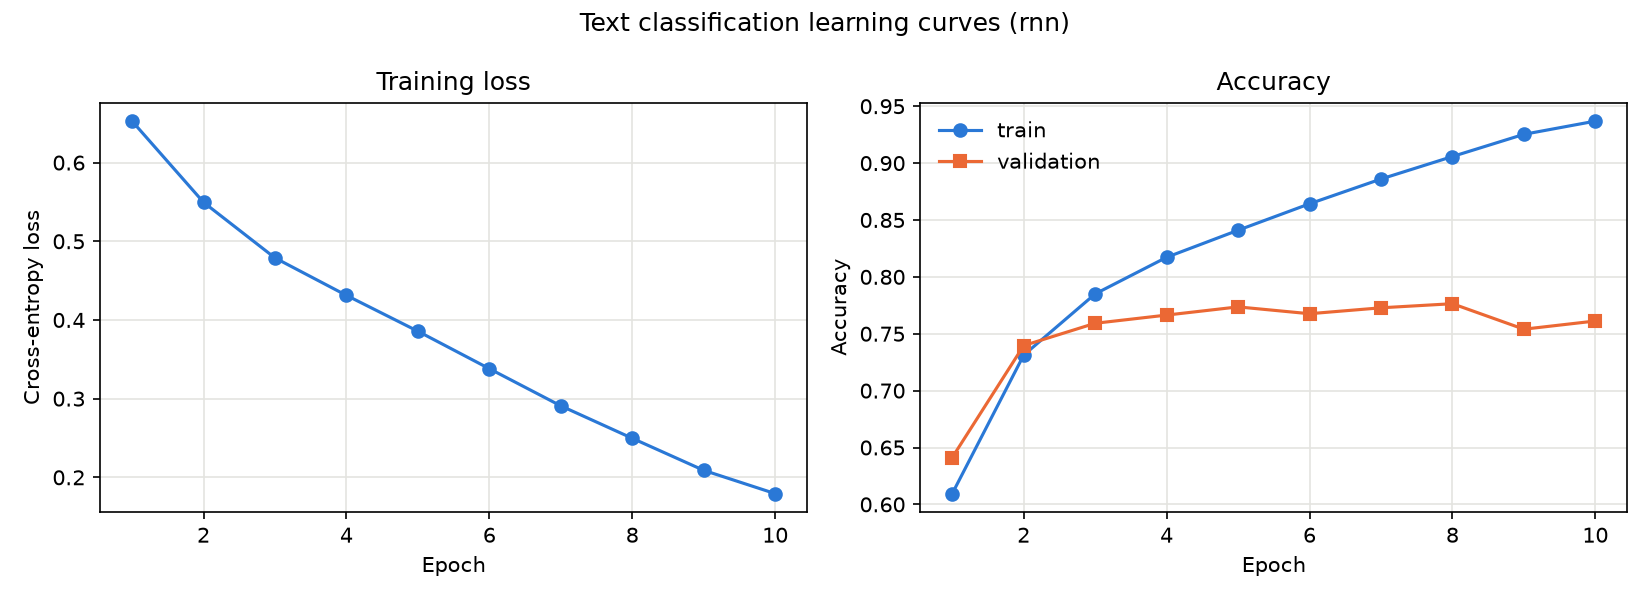 Text classification learning curves (rnn)
Training loss
Cross-entropy loss
0.6
0.5
0.4
0.3
0.2
2 4 6 8 10
Epoch
Accuracy
Accuracy
0.95
0.90
0.85
0.80
0.75
0.70
0.65
0.60
train
validation
2 4 6 8 10
Epoch